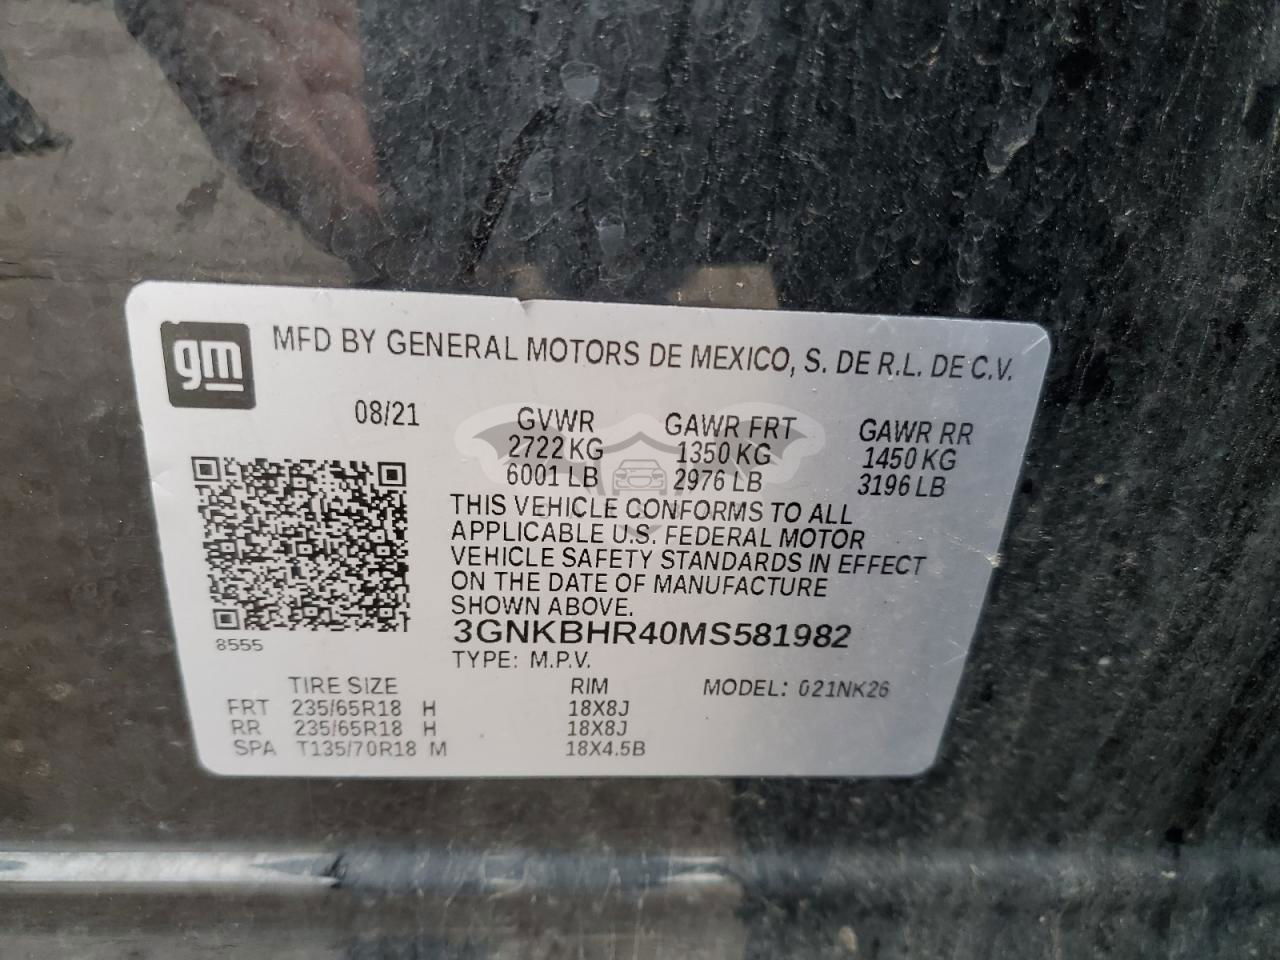 gm MFD BY GENERAL MOTORS DE MEXICO, S. DE R.L. DE C.V.
08/21 GVWR GAWR FRT GAWR RR
2722 KG 1350 KG 1450 KG
6001 LB 2976 LB 3196 LB
THIS VEHICLE CONFORMS TO ALL
APPLICABLE U.S. FEDERAL MOTOR
VEHICLE SAFETY STANDARDS IN EFFECT
ON THE DATE OF MANUFACTURE
SHOWN ABOVE.
8555 3GNKBHR40MS581982
TYPE: M.P.V.
TIRE SIZE RIM MODEL: 021NK26
FRT 235/65R18 H 18X8J
RR 235/65R18 H 18X8J
SPA T135/70R18 M 18X4.5B